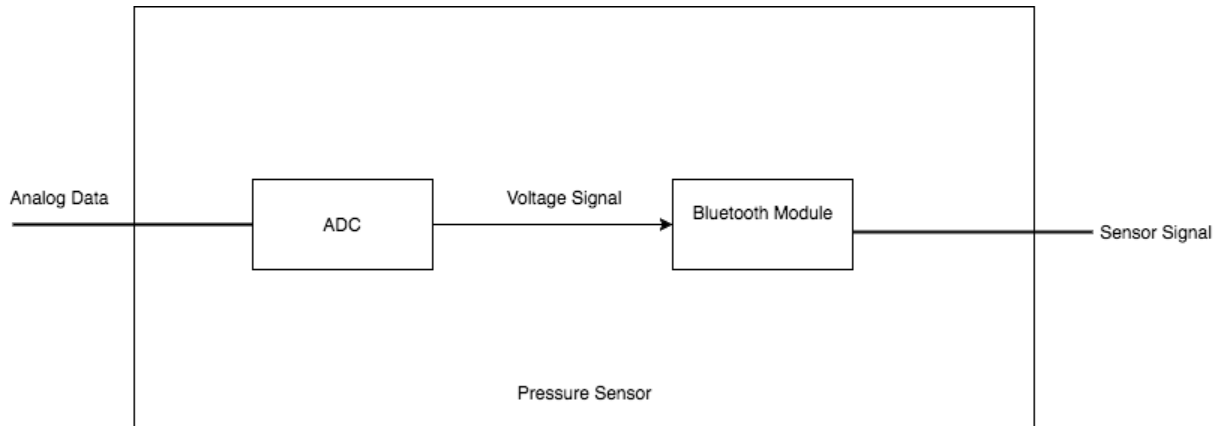 Analog Data
ADC
Voltage Signal
Bluetooth Module
Sensor Signal
Pressure Sensor